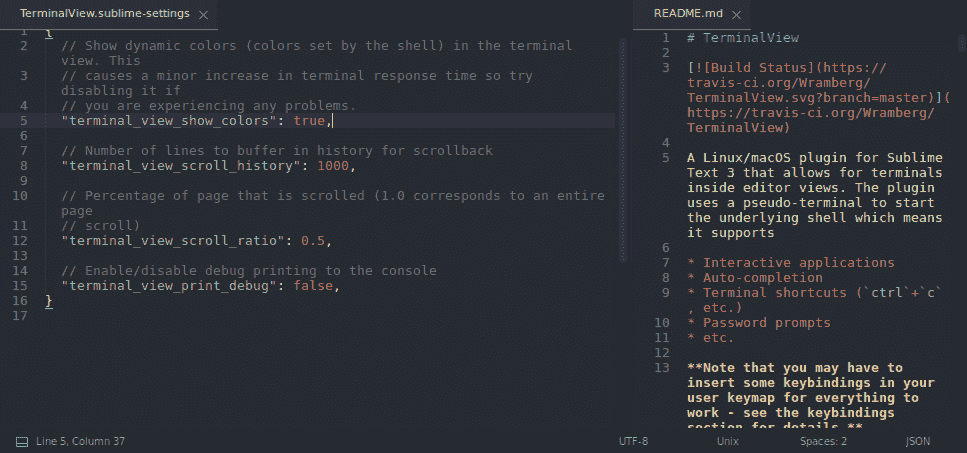 TerminalView.sublime-settings ×
README.md ×
1 {
2 // Show dynamic colors (colors set by the shell) in the terminal
view. This
3 // causes a minor increase in terminal response time so try
disabling it if
4 // you are experiencing any problems.
5 "terminal_view_show_colors": true,
6
7 // Number of lines to buffer in history for scrollback
8 "terminal_view_scroll_history": 1000,
9
10 // Percentage of page that is scrolled (1.0 corresponds to an entire
page
11 // scroll)
12 "terminal_view_scroll_ratio": 0.5,
13
14 // Enable/disable debug printing to the console
15 "terminal_view_print_debug": false,
16 }
17
1 # TerminalView
2
3 [![Build Status](https://
travis-ci.org/Wramberg/
TerminalView.svg?branch=master)](
https://travis-ci.org/Wramberg/
TerminalView)
4
5 A Linux/macOS plugin for Sublime
Text 3 that allows for terminals
inside editor views. The plugin
uses a pseudo-terminal to start
the underlying shell which means
it supports
6
7 * Interactive applications
8 * Auto-completion
9 * Terminal shortcuts (`ctrl`+`c`
, etc.)
10 * Password prompts
11 * etc.
12
13 **Note that you may have to
insert some keybindings in your
user keymap for everything to
work - see the keybindings
section for details.**
Line 5, Column 37
UTF-8
Unix
Spaces: 2
JSON